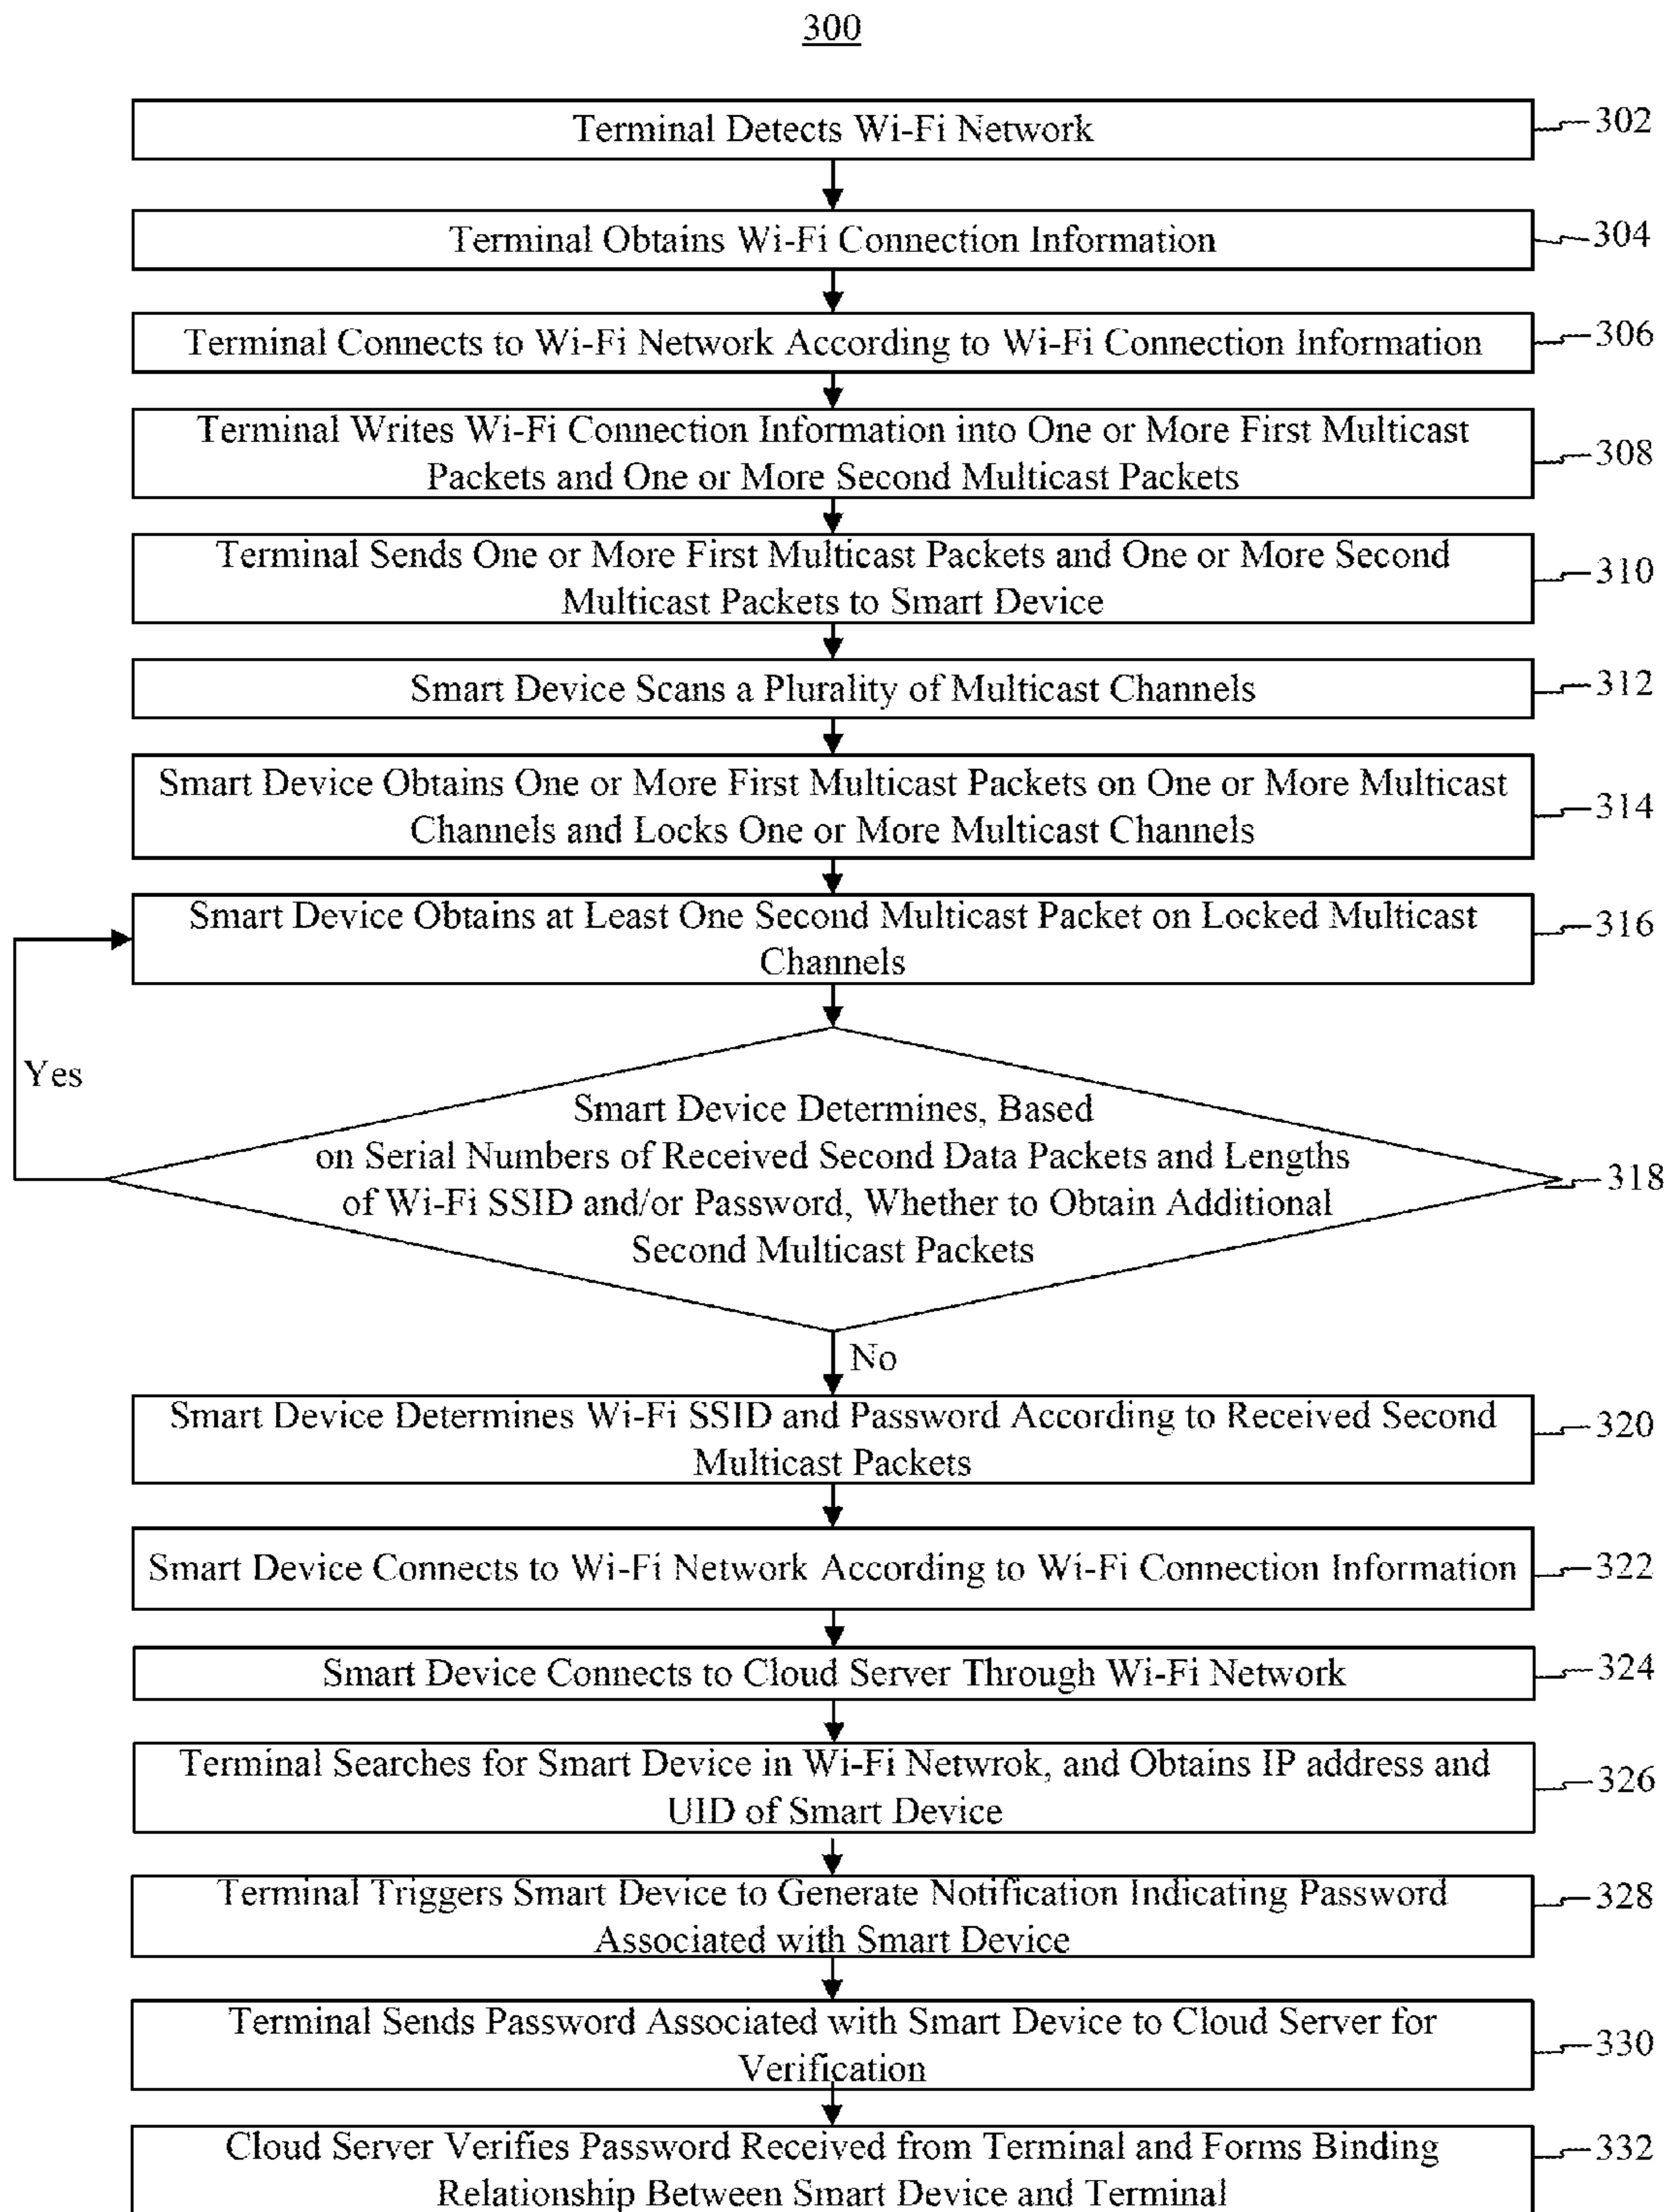 300
Terminal Detects Wi-Fi Network
302
Terminal Obtains Wi-Fi Connection Information
304
Terminal Connects to Wi-Fi Network According to Wi-Fi Connection Information
306
Terminal Writes Wi-Fi Connection Information into One or More First Multicast
Packets and One or More Second Multicast Packets
308
Terminal Sends One or More First Multicast Packets and One or More Second
Multicast Packets to Smart Device
310
Smart Device Scans a Plurality of Multicast Channels
312
Smart Device Obtains One or More First Multicast Packets on One or More Multicast
Channels and Locks One or More Multicast Channels
314
Smart Device Obtains at Least One Second Multicast Packet on Locked Multicast
Channels
316
Yes
Smart Device Determines, Based
on Serial Numbers of Received Second Data Packets and Lengths
of Wi-Fi SSID and/or Password, Whether to Obtain Additional
Second Multicast Packets
318
No
Smart Device Determines Wi-Fi SSID and Password According to Received Second
Multicast Packets
320
Smart Device Connects to Wi-Fi Network According to Wi-Fi Connection Information
322
Smart Device Connects to Cloud Server Through Wi-Fi Network
324
Terminal Searches for Smart Device in Wi-Fi Netwrok, and Obtains IP address and
UID of Smart Device
326
Terminal Triggers Smart Device to Generate Notification Indicating Password
Associated with Smart Device
328
Terminal Sends Password Associated with Smart Device to Cloud Server for
Verification
330
Cloud Server Verifies Password Received from Terminal and Forms Binding
Relationship Between Smart Device and Terminal
332